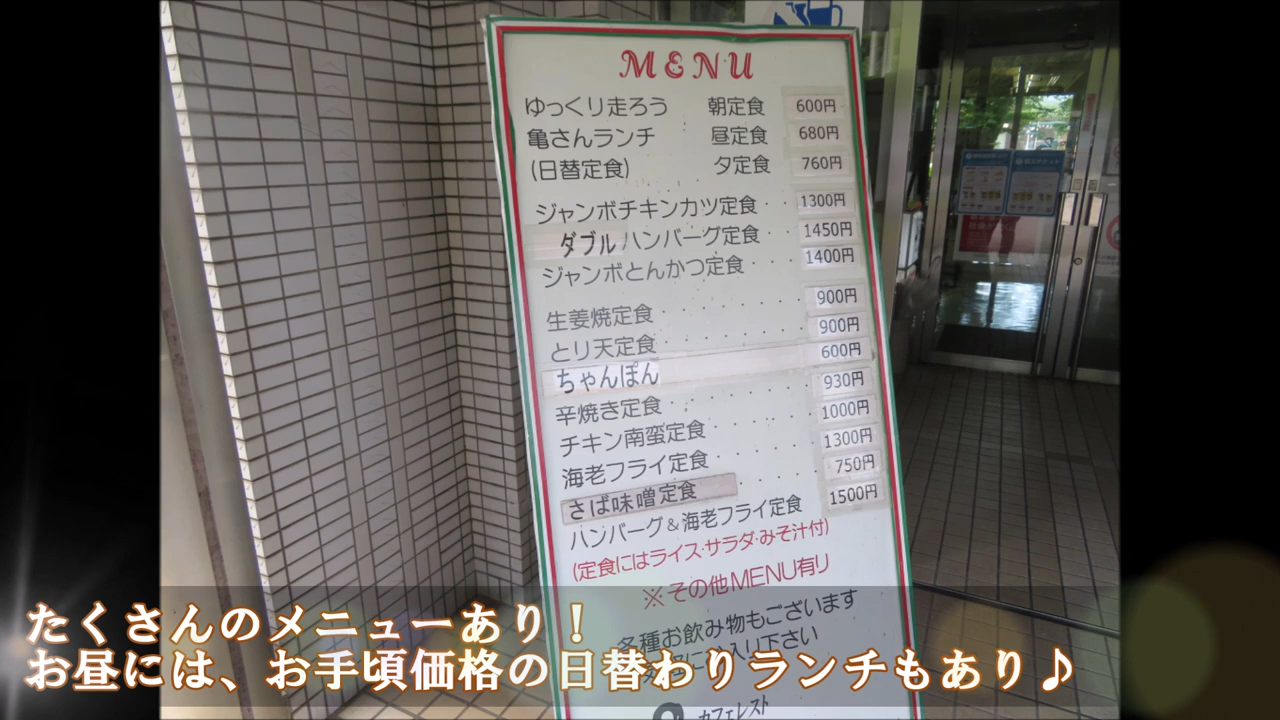 MENU
ゆっくり走ろう 朝定食 600円
亀さんランチ 昼定食 680円
(日替定食) 夕定食 760円
ジャンボチキンカツ定食・・1300円
ダブルハンバーグ定食・・1450円
ジャンボとんかつ定食・・・1400円
生姜焼定食・・・・・・・900円
とり天定食・・・・・・・900円
ちゃんぽん 600円
辛焼き定食・・・・・・・930円
チキン南蛮定食・・・・・1000円
海老フライ定食・・・・・1300円
さば味噌定食・・・・750円
ハンバーグ&海老フライ定食 1500円
(定食にはライス・サラダ・みそ汁付)
※その他MENU有り
各種お飲み物もございます
入り下さい
カフェレスト
たくさんのメニューあり!
お昼には、お手頃価格の日替わりランチもあり♪